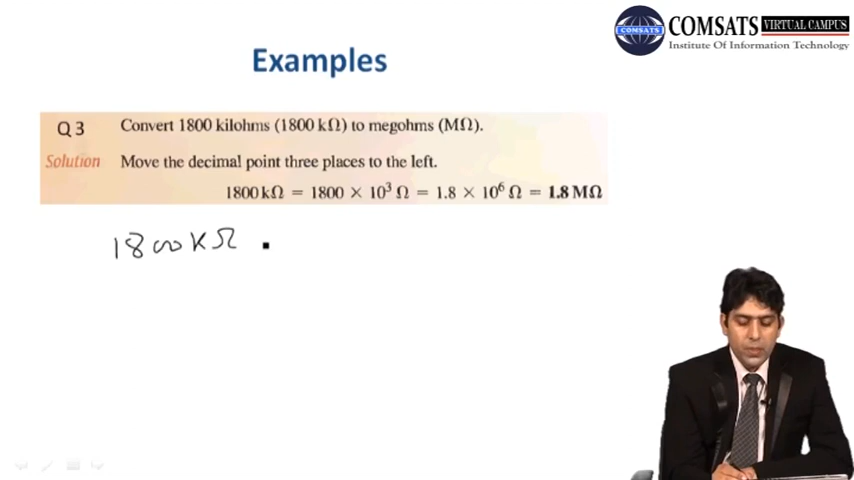 COMSATS
COMSATS VIRTUAL CAMPUS
Institute Of Information Technology
Examples
Q 3 Convert 1800 kilohms (1800 kΩ) to megohms (MΩ).
Solution Move the decimal point three places to the left.
1800 kΩ = 1800 × 10³ Ω = 1.8 × 10⁶ Ω = 1.8 MΩ
1800 K Ω